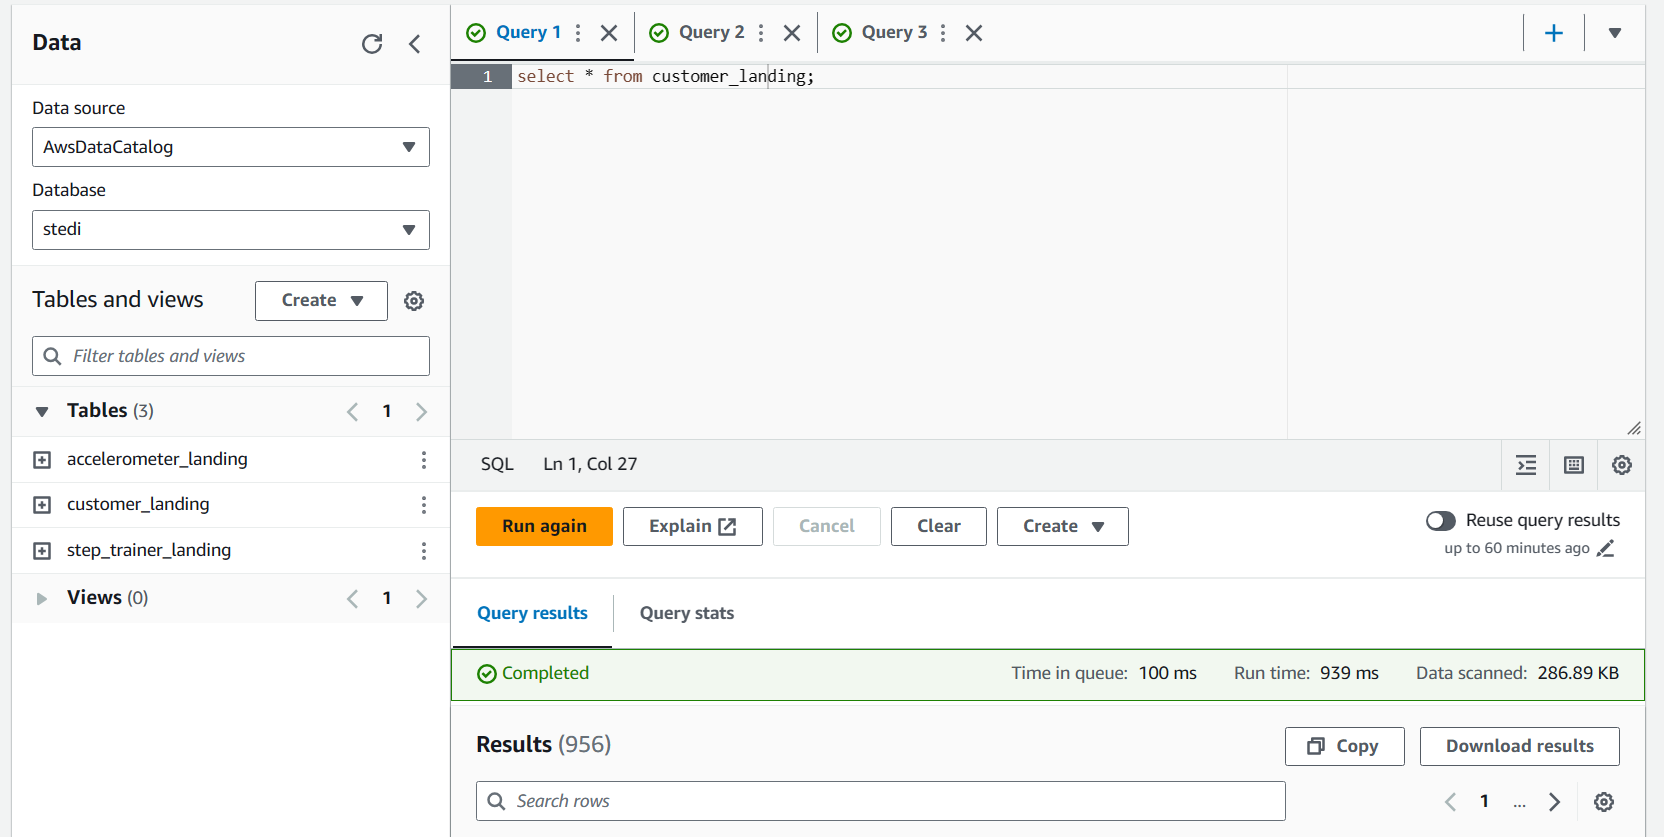 Data
Data source
AwsDataCatalog
Database
stedi
Tables and views
Create
Filter tables and views
Tables (3)
1
accelerometer_landing
customer_landing
step_trainer_landing
Views (0)
1
Query 1
Query 2
Query 3
1 select * from customer_landing;
SQL Ln 1, Col 27
Run again
Explain
Cancel
Clear
Create
Reuse query results
up to 60 minutes ago
Query results
Query stats
Completed
Time in queue: 100 ms
Run time: 939 ms
Data scanned: 286.89 KB
Results (956)
Copy
Download results
Search rows
1 ...